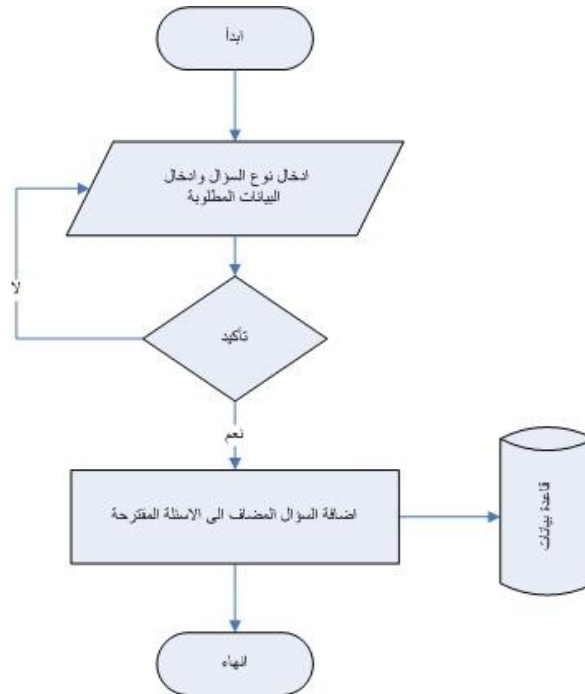 ابدأ
ادخال نوع السؤال وادخال
البيانات المطلوبة
لا
تأكيد
نعم
اضافة السؤال المضاف الى الاسئلة المقترحة
قاعدة بيانات
انهاء